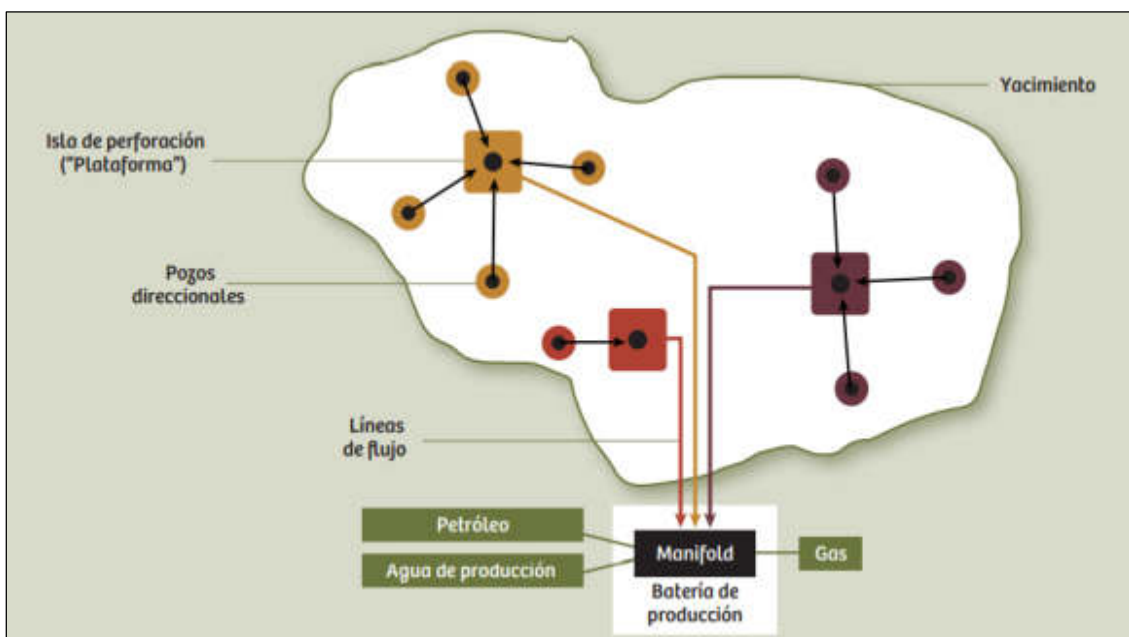 Yacimiento
Isla de perforación
("Plataforma")
Pozos
direccionales
Líneas
de flujo
Petróleo
Agua de producción
Manifold
Gas
Batería de
producción